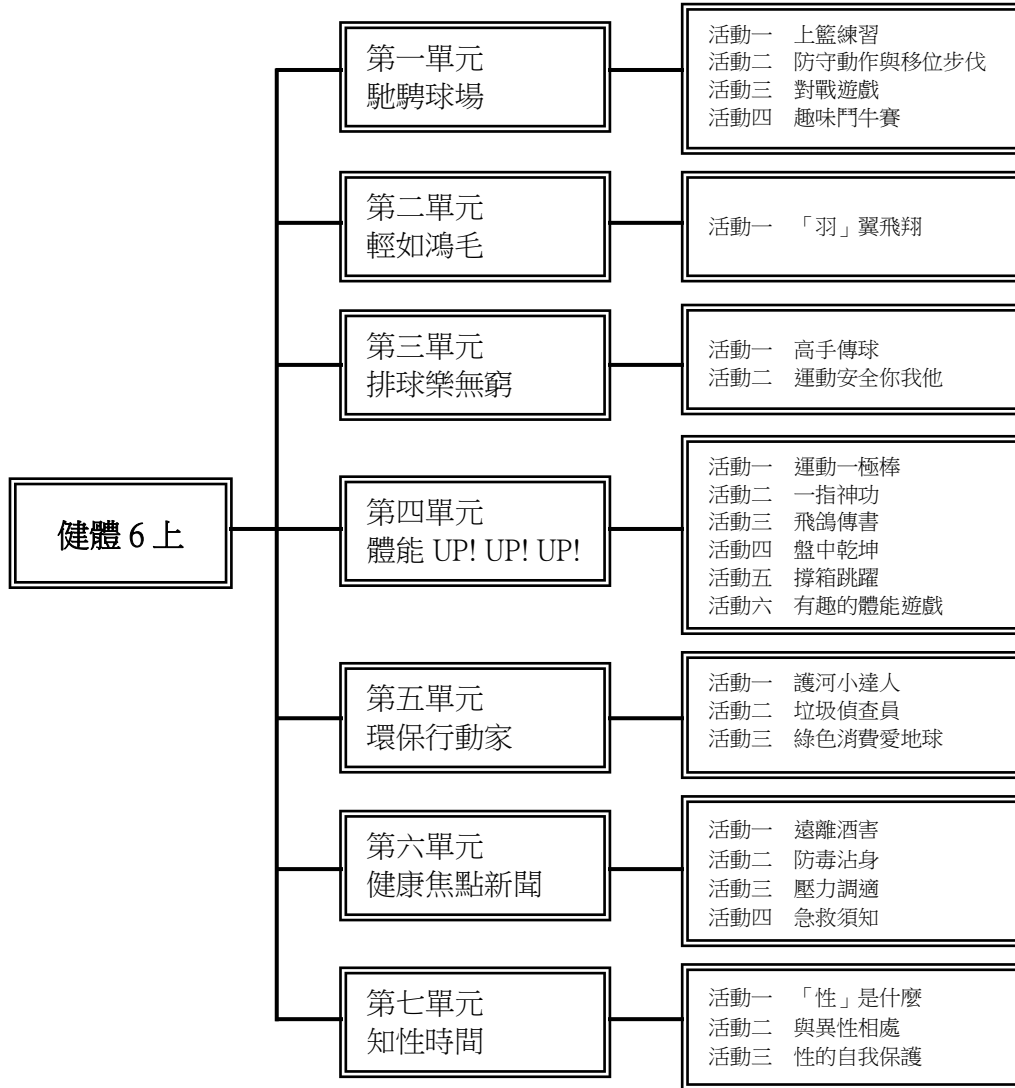 健體 6 上
第一單元
馳騁球場
活動一　上籃練習
活動二　防守動作與移位步伐
活動三　對戰遊戲
活動四　趣味鬥牛賽
第二單元
輕如鴻毛
活動一　「羽」翼飛翔
第三單元
排球樂無窮
活動一　高手傳球
活動二　運動安全你我他
第四單元
體能 UP! UP! UP!
活動一　運動一極棒
活動二　一指神功
活動三　飛鴿傳書
活動四　盤中乾坤
活動五　撐箱跳躍
活動六　有趣的體能遊戲
第五單元
環保行動家
活動一　護河小達人
活動二　垃圾偵查員
活動三　綠色消費愛地球
第六單元
健康焦點新聞
活動一　遠離酒害
活動二　防毒沾身
活動三　壓力調適
活動四　急救須知
第七單元
知性時間
活動一　「性」是什麼
活動二　與異性相處
活動三　性的自我保護